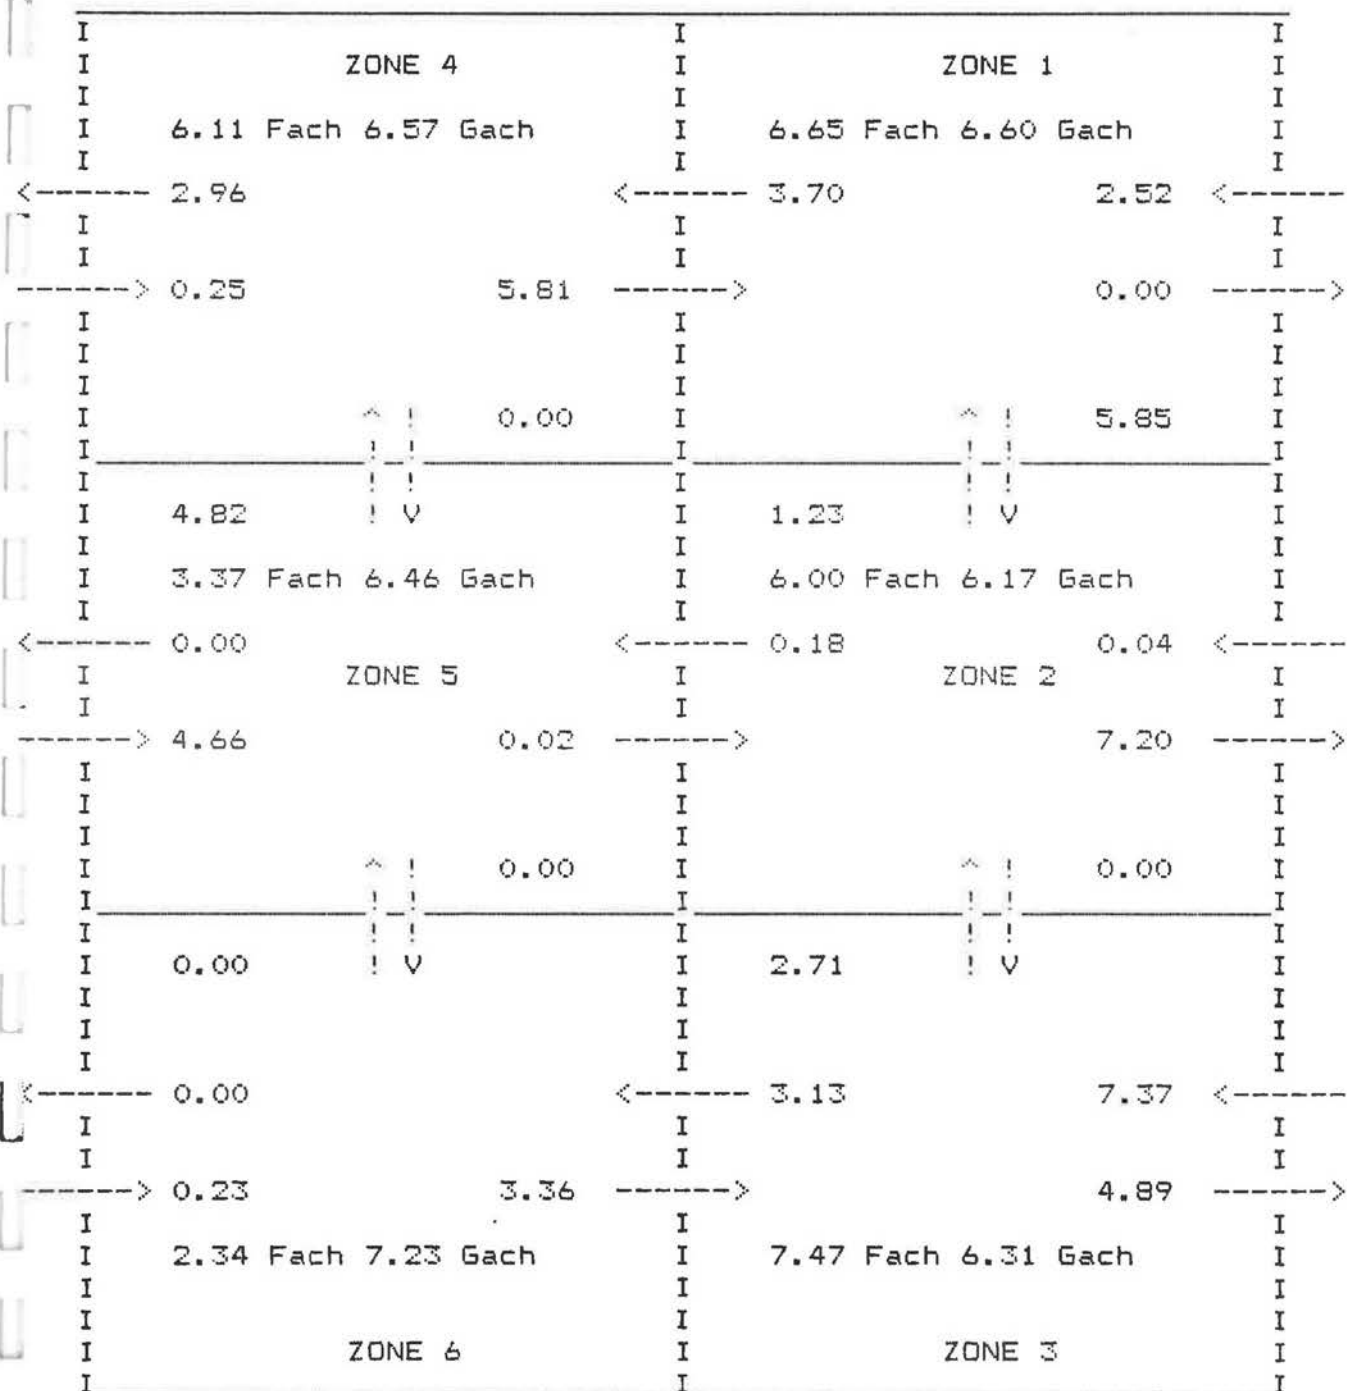 ZONE 4 ZONE 1
6.11 Fach 6.57 Gach 6.65 Fach 6.60 Gach
<------ 2.96 <------ 3.70 2.52 <------
------> 0.25 5.81 ------> 0.00 ------>
0.00 5.85
4.82 1.23
3.37 Fach 6.46 Gach 6.00 Fach 6.17 Gach
<------ 0.00 <------ 0.18 0.04 <------
ZONE 5 ZONE 2
------> 4.66 0.02 ------> 7.20 ------>
0.00 0.00
0.00 2.71
<------ 0.00 <------ 3.13 7.37 <------
------> 0.23 3.36 ------> 4.89 ------>
2.34 Fach 7.23 Gach 7.47 Fach 6.31 Gach
ZONE 6 ZONE 3